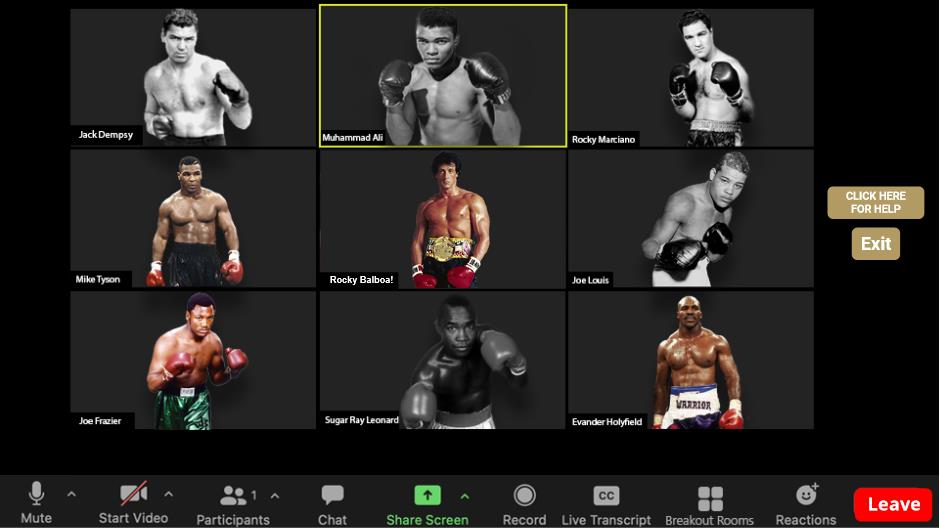 Jack Dempsy
Muhammad Ali
Rocky Marciano
CLICK HERE
FOR HELP
Exit
Mike Tyson
Rocky Balboa!
Joe Louis
WARRIOR
Joe Frazier
Sugar Ray Leonard
Evander Holyfield
1
CC
Mute
Start Video
Participants
Chat
Share Screen
Record
Live Transcript
Breakout Rooms
Reactions
Leave